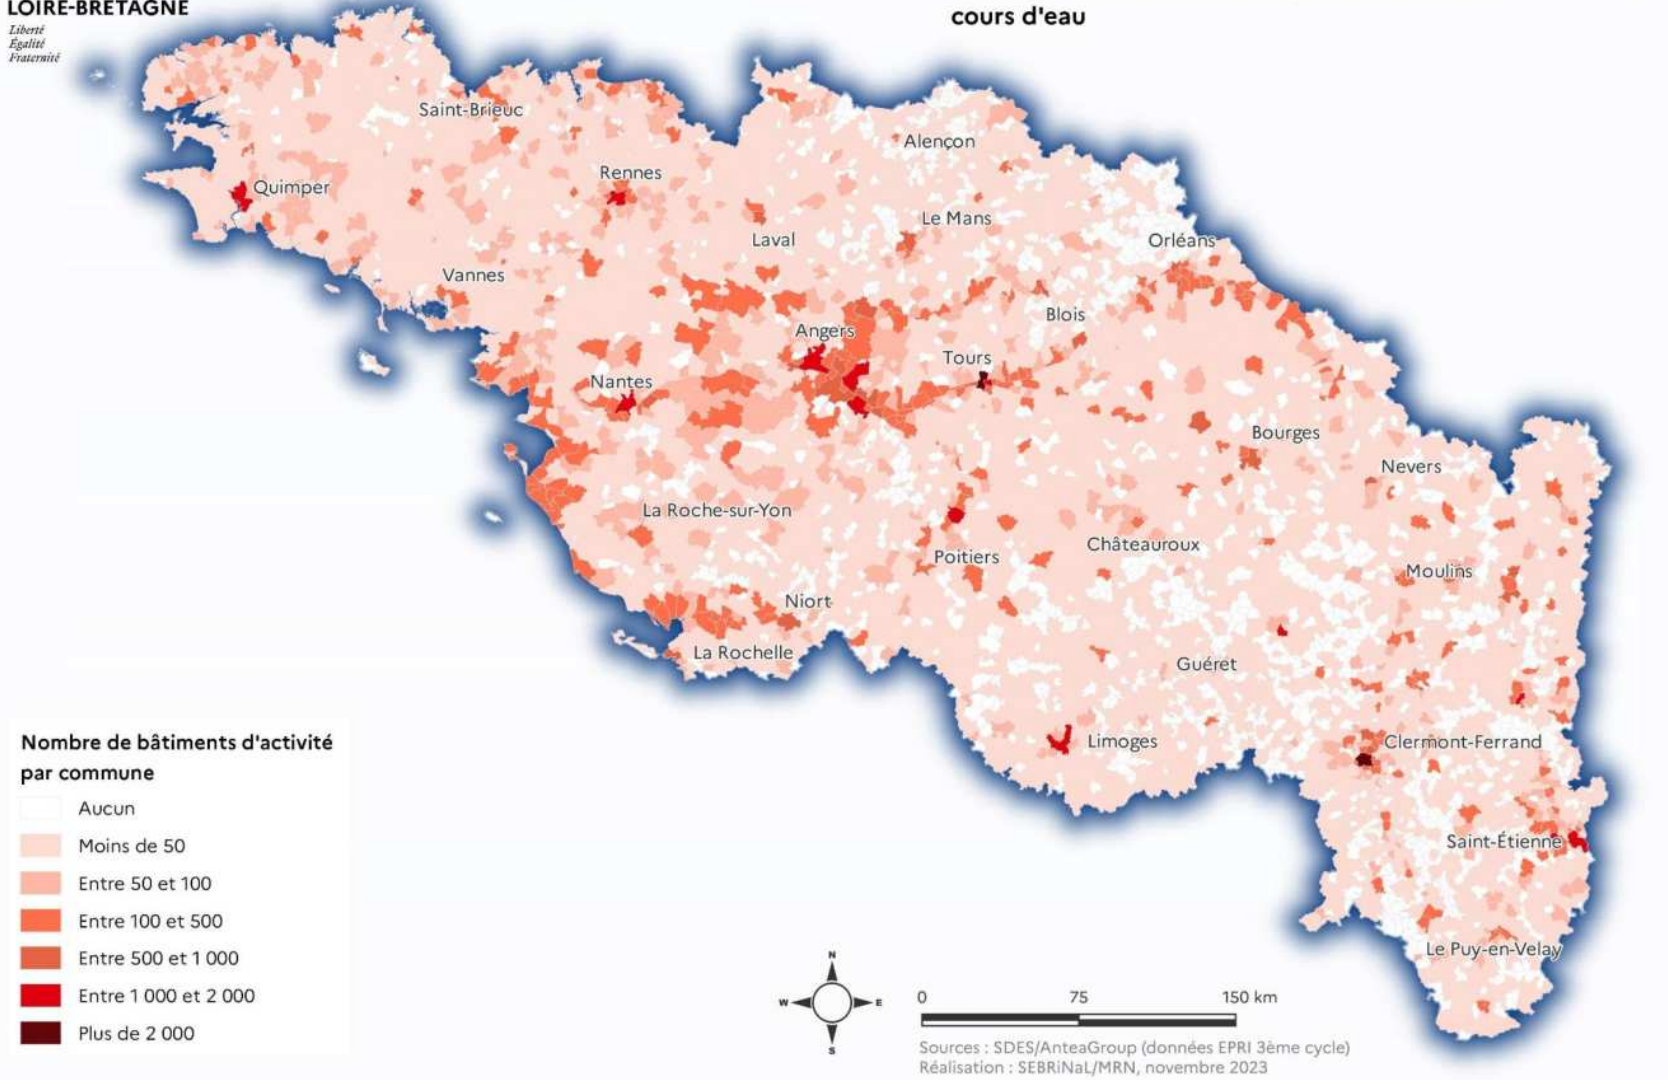 LOIRE-BRETAGNE
Liberté
Égalité
Fraternité
cours d'eau
Saint-Brieuc
Alençon
Quimper
Rennes
Le Mans
Laval
Orléans
Vannes
Blois
Angers
Tours
Nantes
Bourges
Nevers
La Roche-sur-Yon
Poitiers
Châteauroux
Moulins
Niort
La Rochelle
Guéret
Limoges
Clermont-Ferrand
Saint-Étienne
Le Puy-en-Velay
Nombre de bâtiments d'activité
par commune
Aucun
Moins de 50
Entre 50 et 100
Entre 100 et 500
Entre 500 et 1 000
Entre 1 000 et 2 000
Plus de 2 000
N
W E
S
0 75 150 km
Sources : SDES/AnteaGroup (données EPRI 3ème cycle)
Réalisation : SEBRiNaL/MRN, novembre 2023